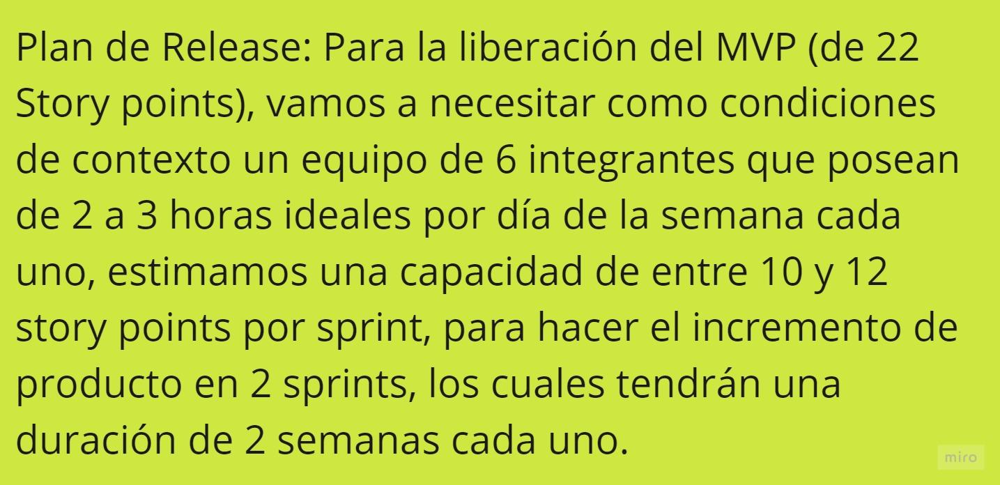 Plan de Release: Para la liberación del MVP (de 22
Story points), vamos a necesitar como condiciones
de contexto un equipo de 6 integrantes que posean
de 2 a 3 horas ideales por día de la semana cada
uno, estimamos una capacidad de entre 10 y 12
story points por sprint, para hacer el incremento de
producto en 2 sprints, los cuales tendrán una
duración de 2 semanas cada uno.
miro